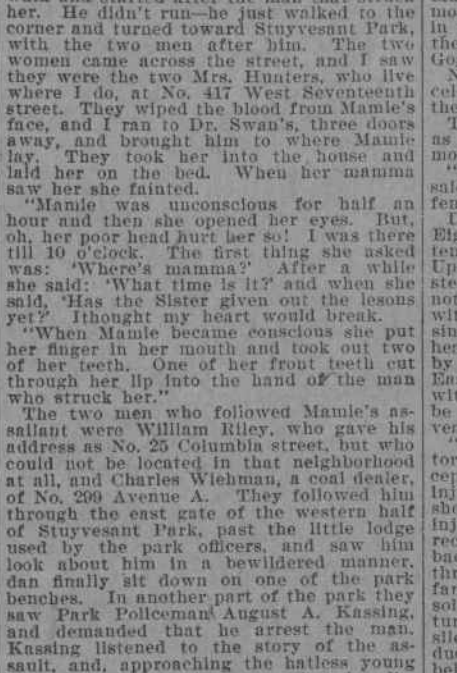 her. He didn't run—he just walked to the
corner and turned toward Stuyvesant Park,
with the two men after him. The two
women came across the street, and I saw
they were the two Mrs. Hunters, who live
where I do, at No. 417 West Seventeenth
street. They wiped the blood from Mamie's
face, and I ran to Dr. Swan's, three doors
away, and brought him to where Mamie
lay. They took her into the house and
laid her on the bed. When her mamma
saw her she fainted.
"Mamie was unconscious for half an
hour and then she opened her eyes. But,
oh, her poor head hurt her so! I was there
till 10 o'clock. The first thing she asked
was: 'Where's mamma?' After a while
she said: 'What time is it?' and when she
said, 'Has the Sister given out the lesons
yet?' Ithought my heart would break.
"When Mamie became conscious she put
her finger in her mouth and took out two
of her teeth. One of her front teeth cut
through her lip into the hand of the man
who struck her."
The two men who followed Mamie's as-
sailant were William Riley, who gave his
address as No. 25 Columbia street, but who
could not be located in that neighborhood
at all, and Charles Wiehman, a coal dealer,
of No. 299 Avenue A. They followed him
through the east gate of the western half
of Stuyvesant Park, past the little lodge
used by the park officers, and saw him
look about him in a bewildered manner,
dan finally sit down on one of the park
benches. In another part of the park they
saw Park Policeman August A. Kassing,
and demanded that he arrest the man.
Kassing listened to the story of the as-
sault, and, approaching the hatless young